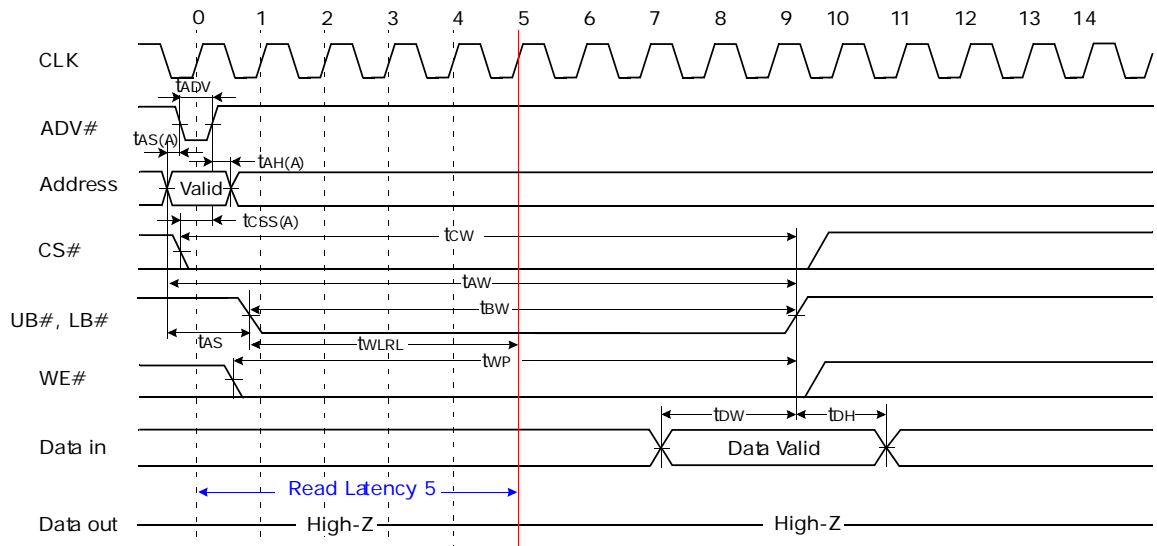 0 1 2 3 4 5 6 7 8 9 10 11 12 13 14
CLK
tADV
ADV#
tAS(A)
tAH(A)
Address
Valid
tCSS(A)
CS#
tCW
tAW
UB#, LB#
tBW
tAS
tWLRL
tWP
WE#
tDW
tDH
Data in
Data Valid
Read Latency 5
Data out
High-Z
High-Z